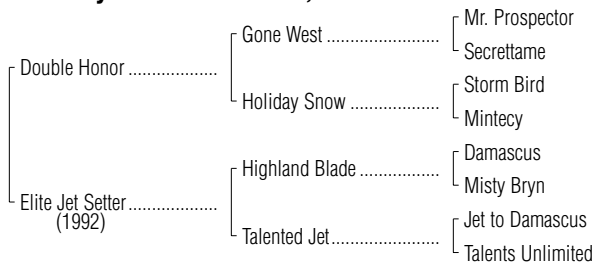 Mr. Prospector
Gone West ....................
Secrettame
Double Honor ..................
Storm Bird
Holiday Snow ..................
Mintecy
Damascus
Highland Blade ................
Misty Bryn
Elite Jet Setter ..................
(1992)
Jet to Damascus
Talented Jet......................
Talents Unlimited